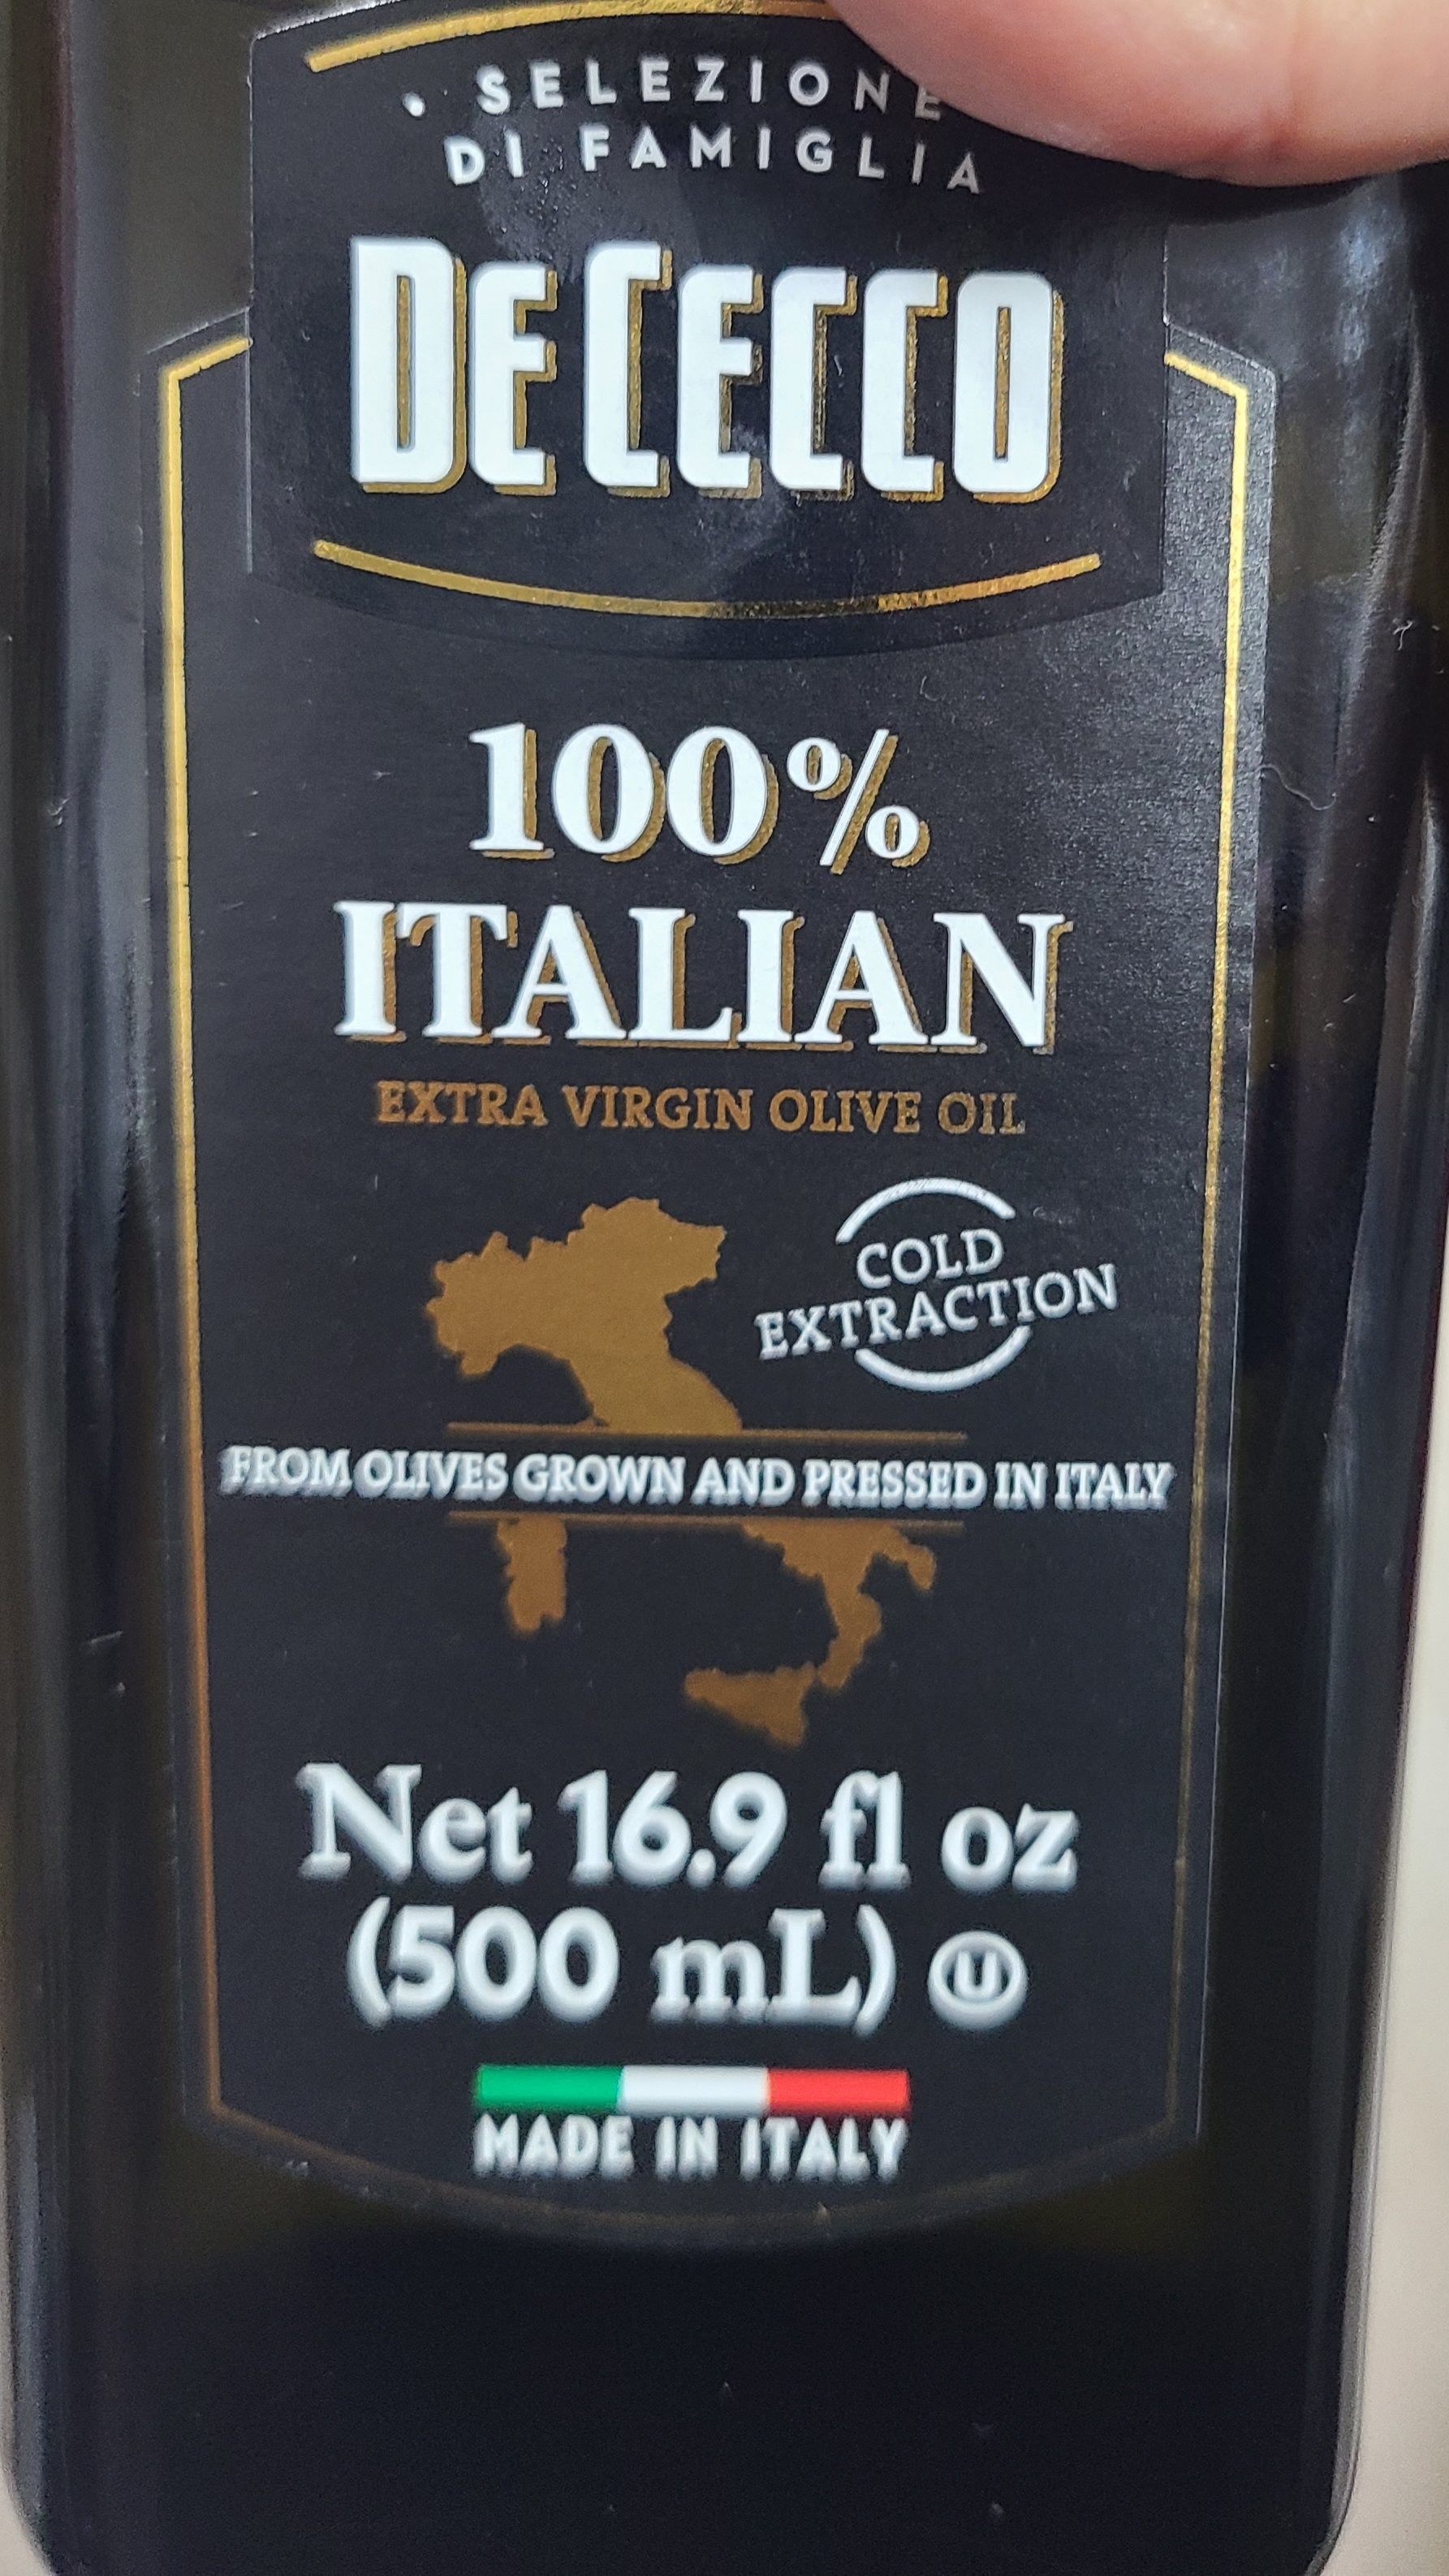 • SELEZIONE
DI FAMIGLIA
DE CECCO
100%
ITALIAN
EXTRA VIRGIN OLIVE OIL
COLD
EXTRACTION
FROM OLIVES GROWN AND PRESSED IN ITALY
Net 16.9 fl oz
(500 mL) Ⓤ
MADE IN ITALY